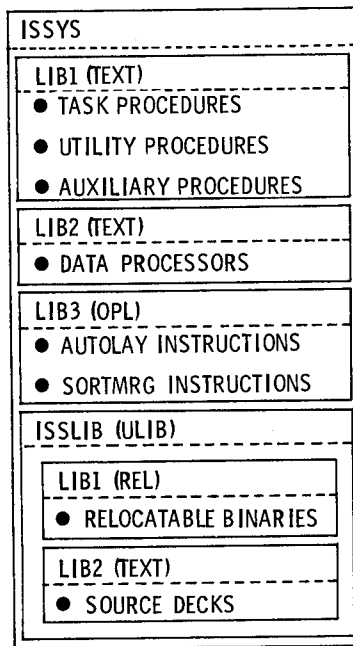 ISSYS
LIB1 (TEXT)
● TASK PROCEDURES
● UTILITY PROCEDURES
● AUXILIARY PROCEDURES
LIB2 (TEXT)
● DATA PROCESSORS
LIB3 (OPL)
● AUTOLAY INSTRUCTIONS
● SORTMRG INSTRUCTIONS
ISSLIB (ULIB)
LIB1 (REL)
● RELOCATABLE BINARIES
LIB2 (TEXT)
● SOURCE DECKS